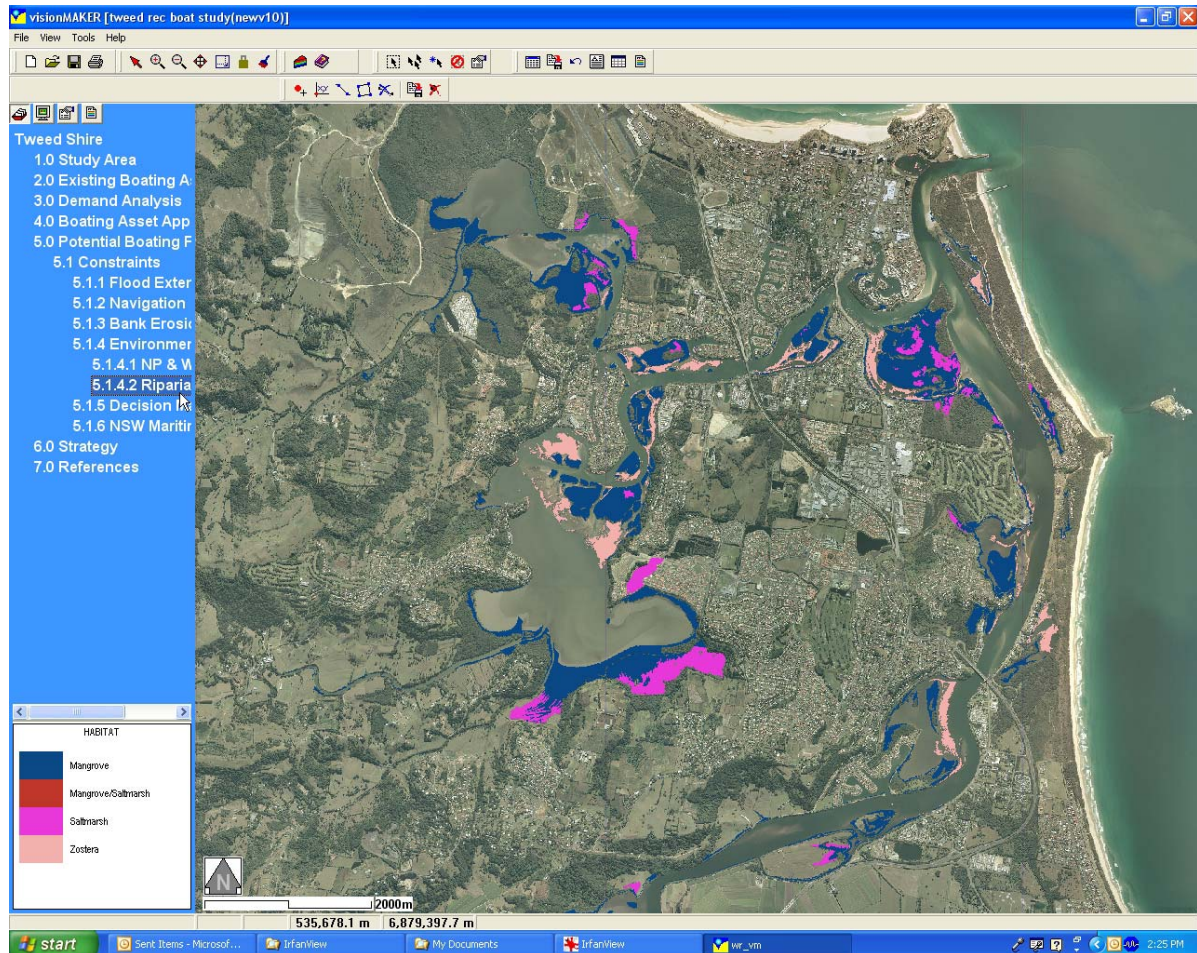 visionMAKER [tweed rec boat study(newv10)]
File View Tools Help
Tweed Shire
1.0 Study Area
2.0 Existing Boating A
3.0 Demand Analysis
4.0 Boating Asset App
5.0 Potential Boating F
5.1 Constraints
5.1.1 Flood Exter
5.1.2 Navigation
5.1.3 Bank Erosi
5.1.4 Environmer
5.1.4.1 NP & W
5.1.4.2 Riparia
5.1.5 Decision
5.1.6 NSW Maritir
6.0 Strategy
7.0 References
HABITAT
Mangrove
Mangrove/Saltmarsh
Saltmarsh
Zostera
N
2000m
535,678.1 m 6,879,397.7 m
start Sent Items - Microsof... IrfanView My Documents IrfanView wr_vm 2:25 PM